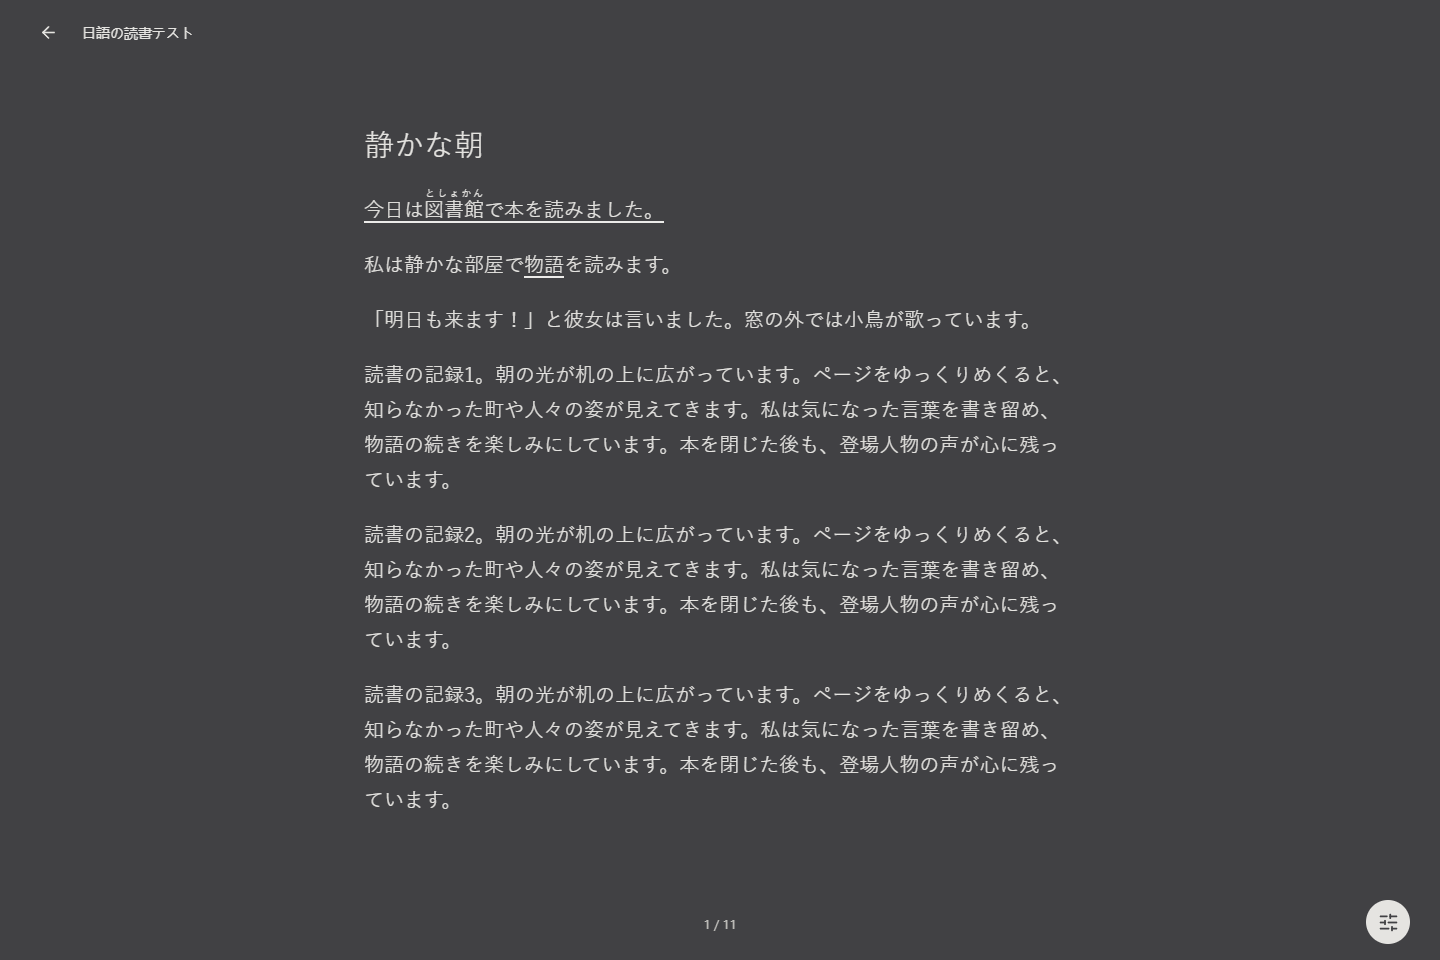 日語の読書テスト
静かな朝
としょかん
今日は図書館で本を読みました。
私は静かな部屋で物語を読みます。
「明日も来ます！」と彼女は言いました。窓の外では小鳥が歌っています。
読書の記録1。朝の光が机の上に広がっています。ページをゆっくりめくると、
知らなかった町や人々の姿が見えてきます。私は気になった言葉を書き留め、
物語の続きを楽しみにしています。本を閉じた後も、登場人物の声が心に残っ
ています。
読書の記録2。朝の光が机の上に広がっています。ページをゆっくりめくると、
知らなかった町や人々の姿が見えてきます。私は気になった言葉を書き留め、
物語の続きを楽しみにしています。本を閉じた後も、登場人物の声が心に残っ
ています。
読書の記録3。朝の光が机の上に広がっています。ページをゆっくりめくると、
知らなかった町や人々の姿が見えてきます。私は気になった言葉を書き留め、
物語の続きを楽しみにしています。本を閉じた後も、登場人物の声が心に残っ
ています。
1 / 11